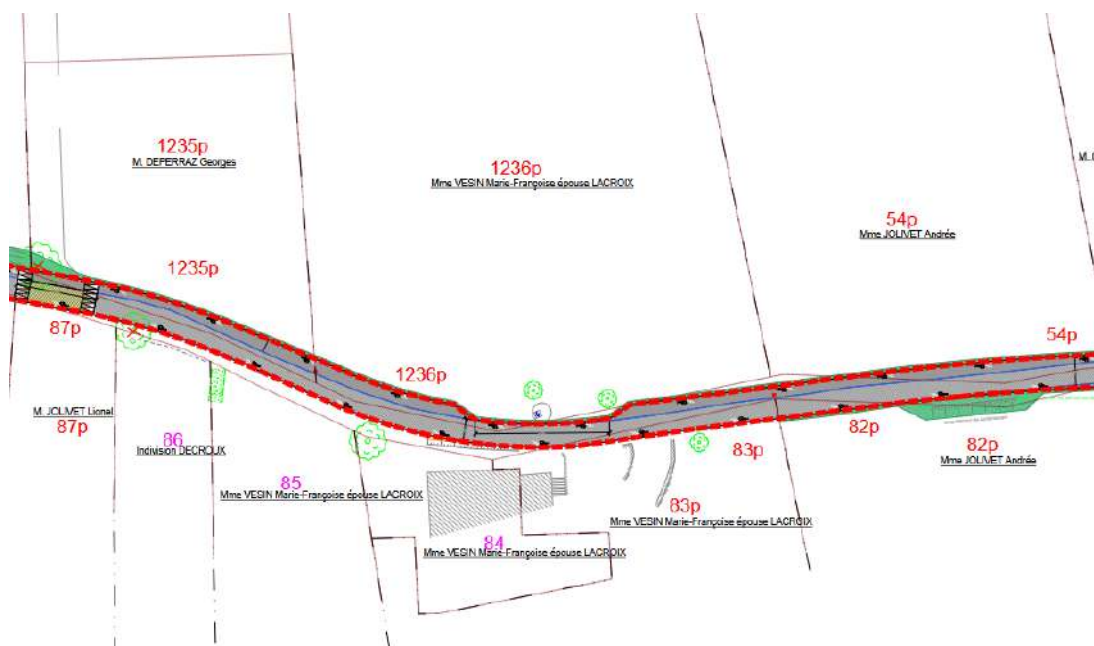 1235p
M. DEPERRAZ Georges
1236p
Mme VESIN Marie-Françoise épouse LACROIX
54p
Mme JOLIVET Andrée
1235p
87p
1236p
54p
M. JOLIVET Lionel
87p
86
Indivision DECROUX
83p
82p
82p
Mme JOLIVET Andrée
85
Mme VESIN Marie-Françoise épouse LACROIX
83p
Mme VESIN Marie-Françoise épouse LACROIX
84
Mme VESIN Marie-Françoise épouse LACROIX